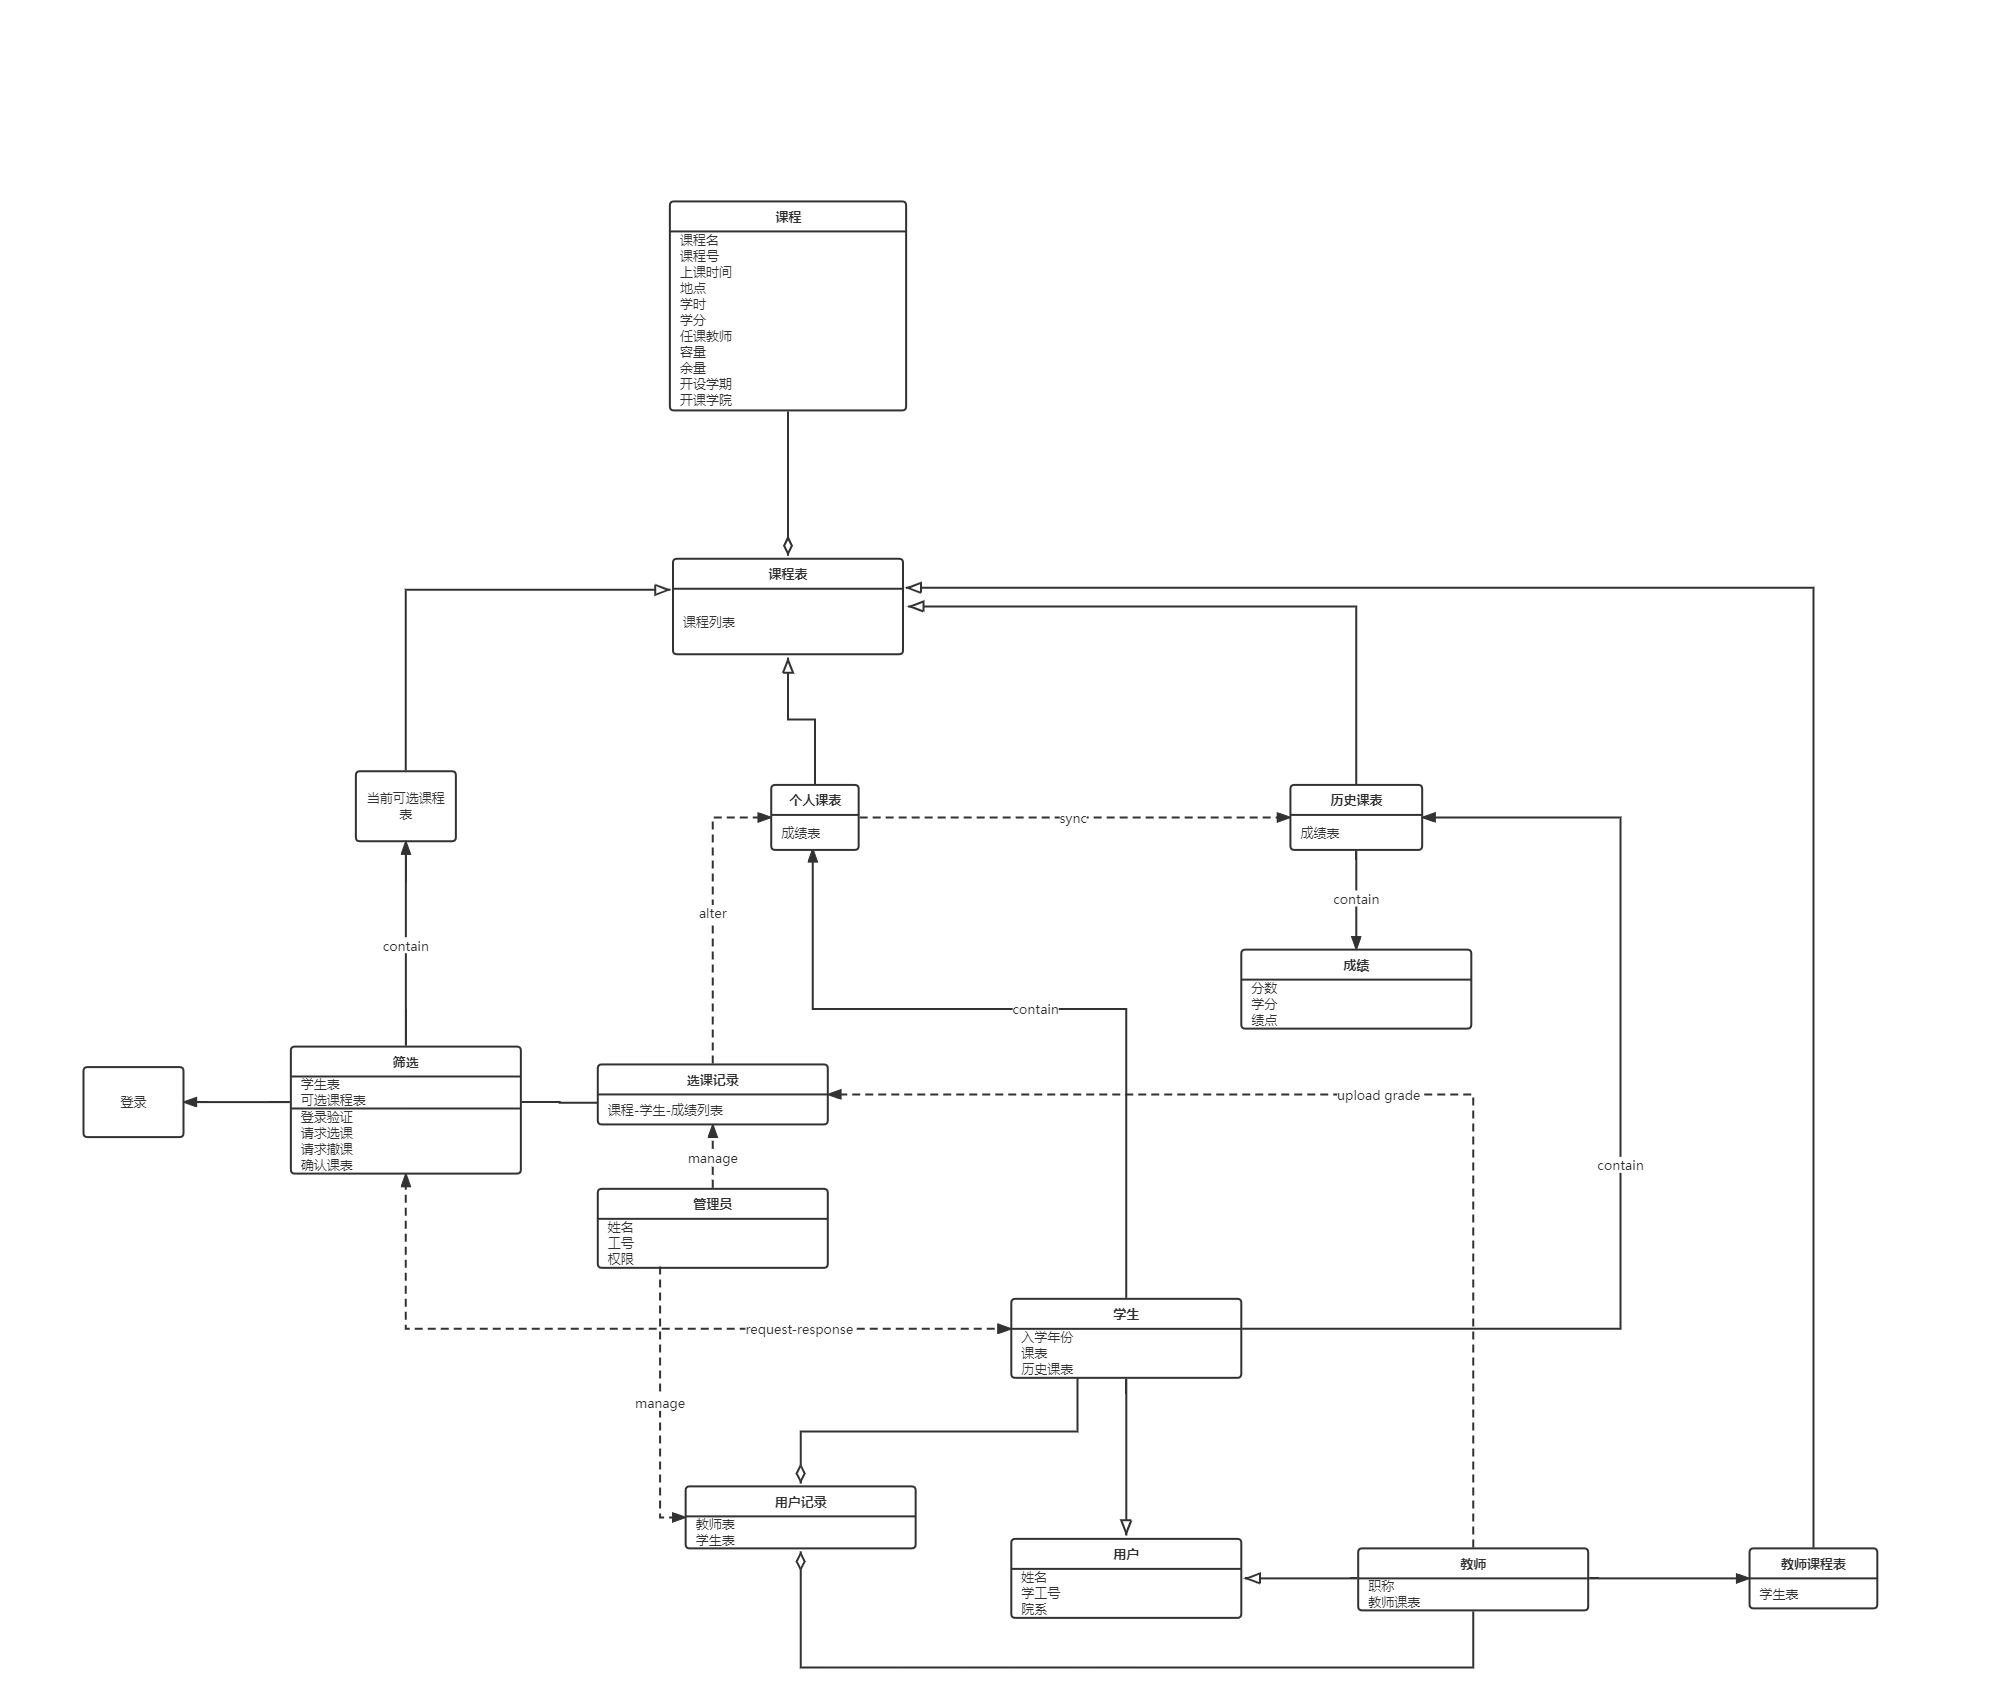 课程
课程名
课程号
上课时间
地点
学时
学分
任课教师
容量
余量
开设学期
开课学院
课程表
课程列表
当前可选课程
表
个人课表
成绩表
sync
历史课表
成绩表
alter
contain
contain
成绩
分数
学分
绩点
contain
登录
筛选
学生表
可选课程表
登录验证
请求选课
请求撤课
确认课表
选课记录
课程-学生-成绩列表
upload grade
manage
contain
管理员
姓名
工号
权限
request-response
学生
入学年份
课表
历史课表
manage
用户记录
教师表
学生表
用户
姓名
学工号
院系
教师
职称
教师课表
教师课程表
学生表